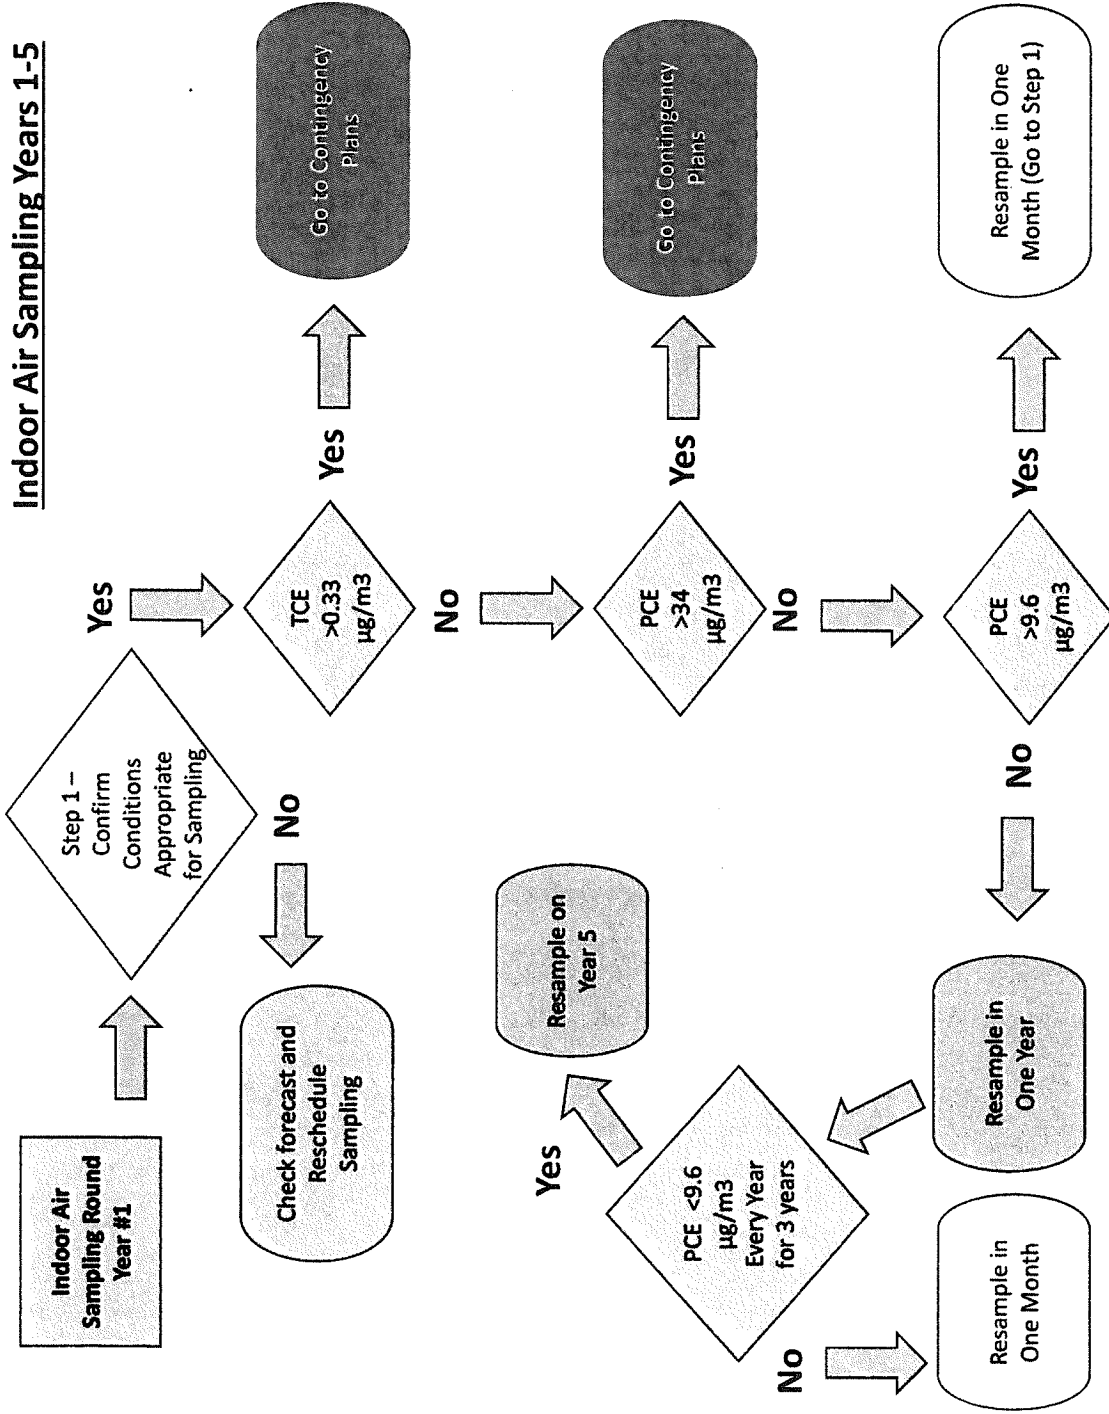 Indoor Air Sampling Years 1-5
Indoor Air
Sampling Round
Year #1
Step 1 –
Confirm
Conditions
Appropriate
for Sampling
Yes
No
Check forecast and
Reschedule
Sampling
TCE
>0.33
µg/m3
Yes
Go to Contingency
Plans
No
PCE
>34
µg/m3
Yes
Go to Contingency
Plans
No
PCE
>9.6
µg/m3
Yes
Resample in One
Month (Go to Step 1)
No
Resample in
One Year
PCE <9.6
µg/m3
Every Year
for 3 years
Yes
Resample on
Year 5
No
Resample in
One Month